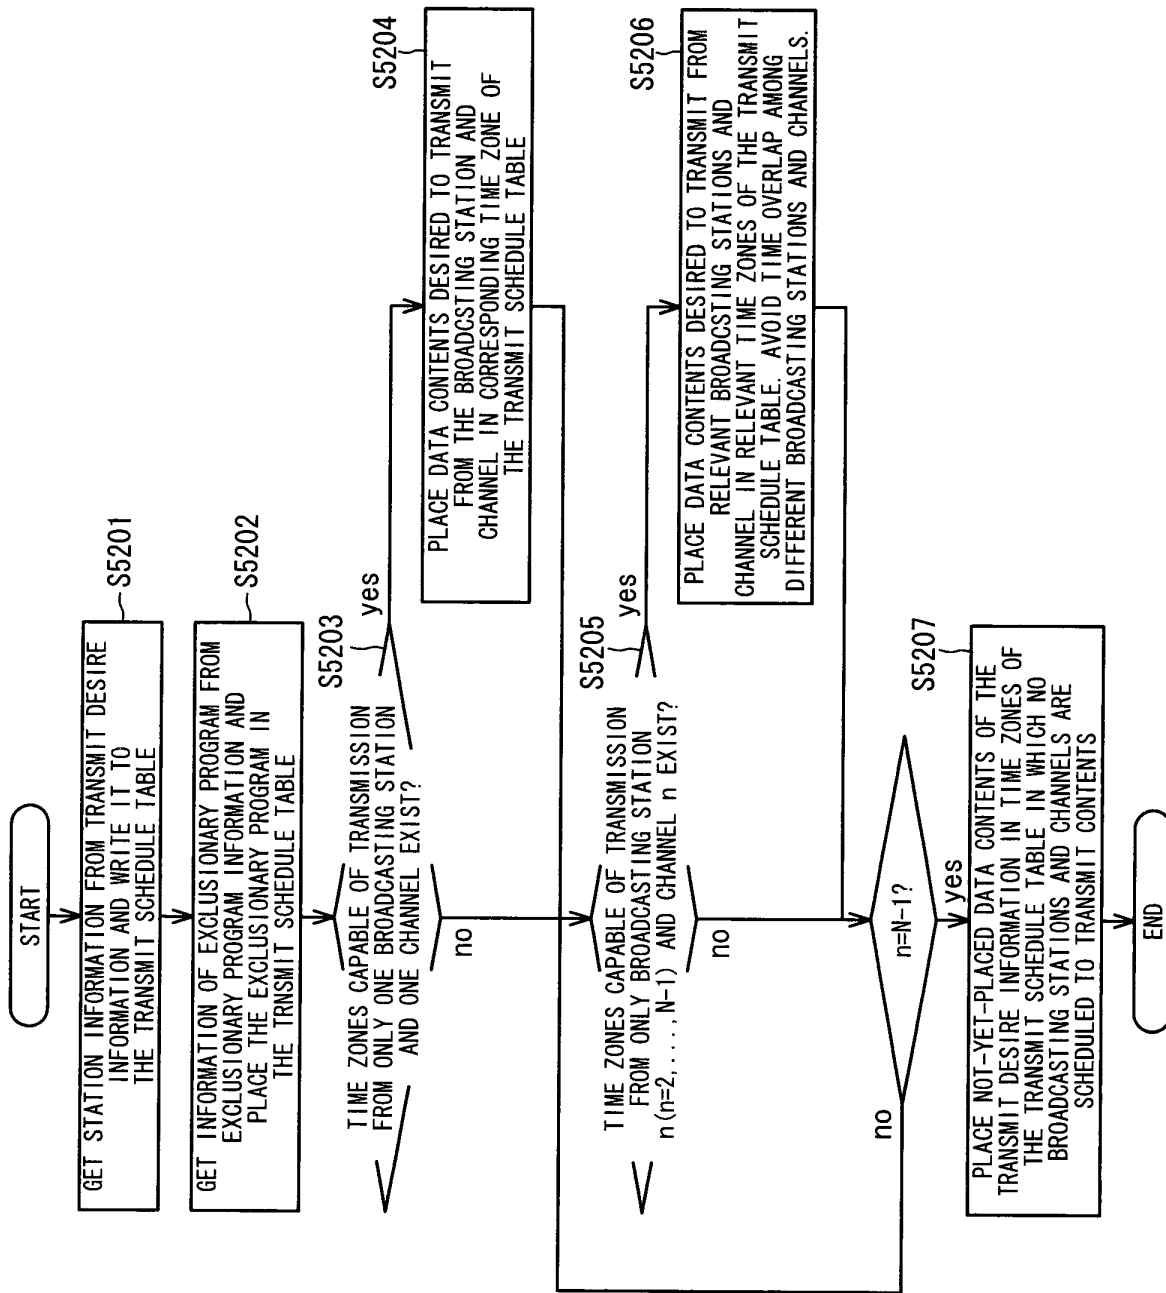 START
GET STATION INFORMATION FROM TRANSMIT DESIRE
INFORMATION AND WRITE IT TO
THE TRANSMIT SCHEDULE TABLE
S5201
GET INFORMATION OF EXCLUSIONARY PROGRAM FROM
EXCLUSIONARY PROGRAM INFORMATION AND
PLACE THE EXCLUSIONARY PROGRAM IN
THE TRNSMIT SCHEDULE TABLE
S5202
TIME ZONES CAPABLE OF TRANSMISSION
FROM ONLY ONE BROADCASTING STATION
AND ONE CHANNEL EXIST?
S5203
yes
no
PLACE DATA CONTENTS DESIRED TO TRANSMIT
FROM THE BROADCSTING STATION AND
CHANNEL IN CORRESPONDING TIME ZONE OF
THE TRANSMIT SCHEDULE TABLE
S5204
TIME ZONES CAPABLE OF TRANSMISSION
FROM ONLY BROADCASTING STATION
n(n=2,...,N-1) AND CHANNEL n EXIST?
S5205
yes
no
PLACE DATA CONTENTS DESIRED TO TRANSMIT FROM
RELEVANT BROADCSTING STATIONS AND
CHANNEL IN RELEVANT TIME ZONES OF THE TRANSMIT
SCHEDULE TABLE. AVOID TIME OVERLAP AMONG
DIFFERENT BROADCASTING STATIONS AND CHANNELS.
S5206
n=N-1?
no
yes
PLACE NOT-YET-PLACED DATA CONTENTS OF THE
TRANSMIT DESIRE INFORMATION IN TIME ZONES OF
THE TRANSMIT SCHEDULE TABLE IN WHICH NO
BROADCASTING STATIONS AND CHANNELS ARE
SCHEDULED TO TRANSMIT CONTENTS
S5207
END